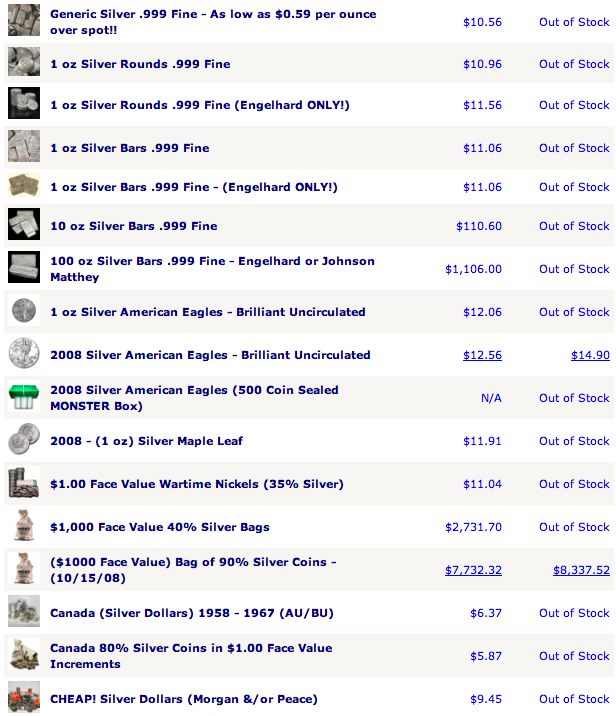 Generic Silver .999 Fine - As low as $0.59 per ounce
over spot!! $10.56 Out of Stock
1 oz Silver Rounds .999 Fine $10.96 Out of Stock
1 oz Silver Rounds .999 Fine (Engelhard ONLY!) $11.56 Out of Stock
1 oz Silver Bars .999 Fine $11.06 Out of Stock
1 oz Silver Bars .999 Fine - (Engelhard ONLY!) $11.06 Out of Stock
10 oz Silver Bars .999 Fine $110.60 Out of Stock
100 oz Silver Bars .999 Fine - Engelhard or Johnson
Matthey $1,106.00 Out of Stock
1 oz Silver American Eagles - Brilliant Uncirculated $12.06 Out of Stock
2008 Silver American Eagles - Brilliant Uncirculated $12.56 $14.90
2008 Silver American Eagles (500 Coin Sealed
MONSTER Box) N/A Out of Stock
2008 - (1 oz) Silver Maple Leaf $11.91 Out of Stock
$1.00 Face Value Wartime Nickels (35% Silver) $11.04 Out of Stock
$1,000 Face Value 40% Silver Bags $2,731.70 Out of Stock
($1000 Face Value) Bag of 90% Silver Coins -
(10/15/08) $7,732.32 $8,337.52
Canada (Silver Dollars) 1958 - 1967 (AU/BU) $6.37 Out of Stock
Canada 80% Silver Coins in $1.00 Face Value
Increments $5.87 Out of Stock
CHEAP! Silver Dollars (Morgan &/or Peace) $9.45 Out of Stock